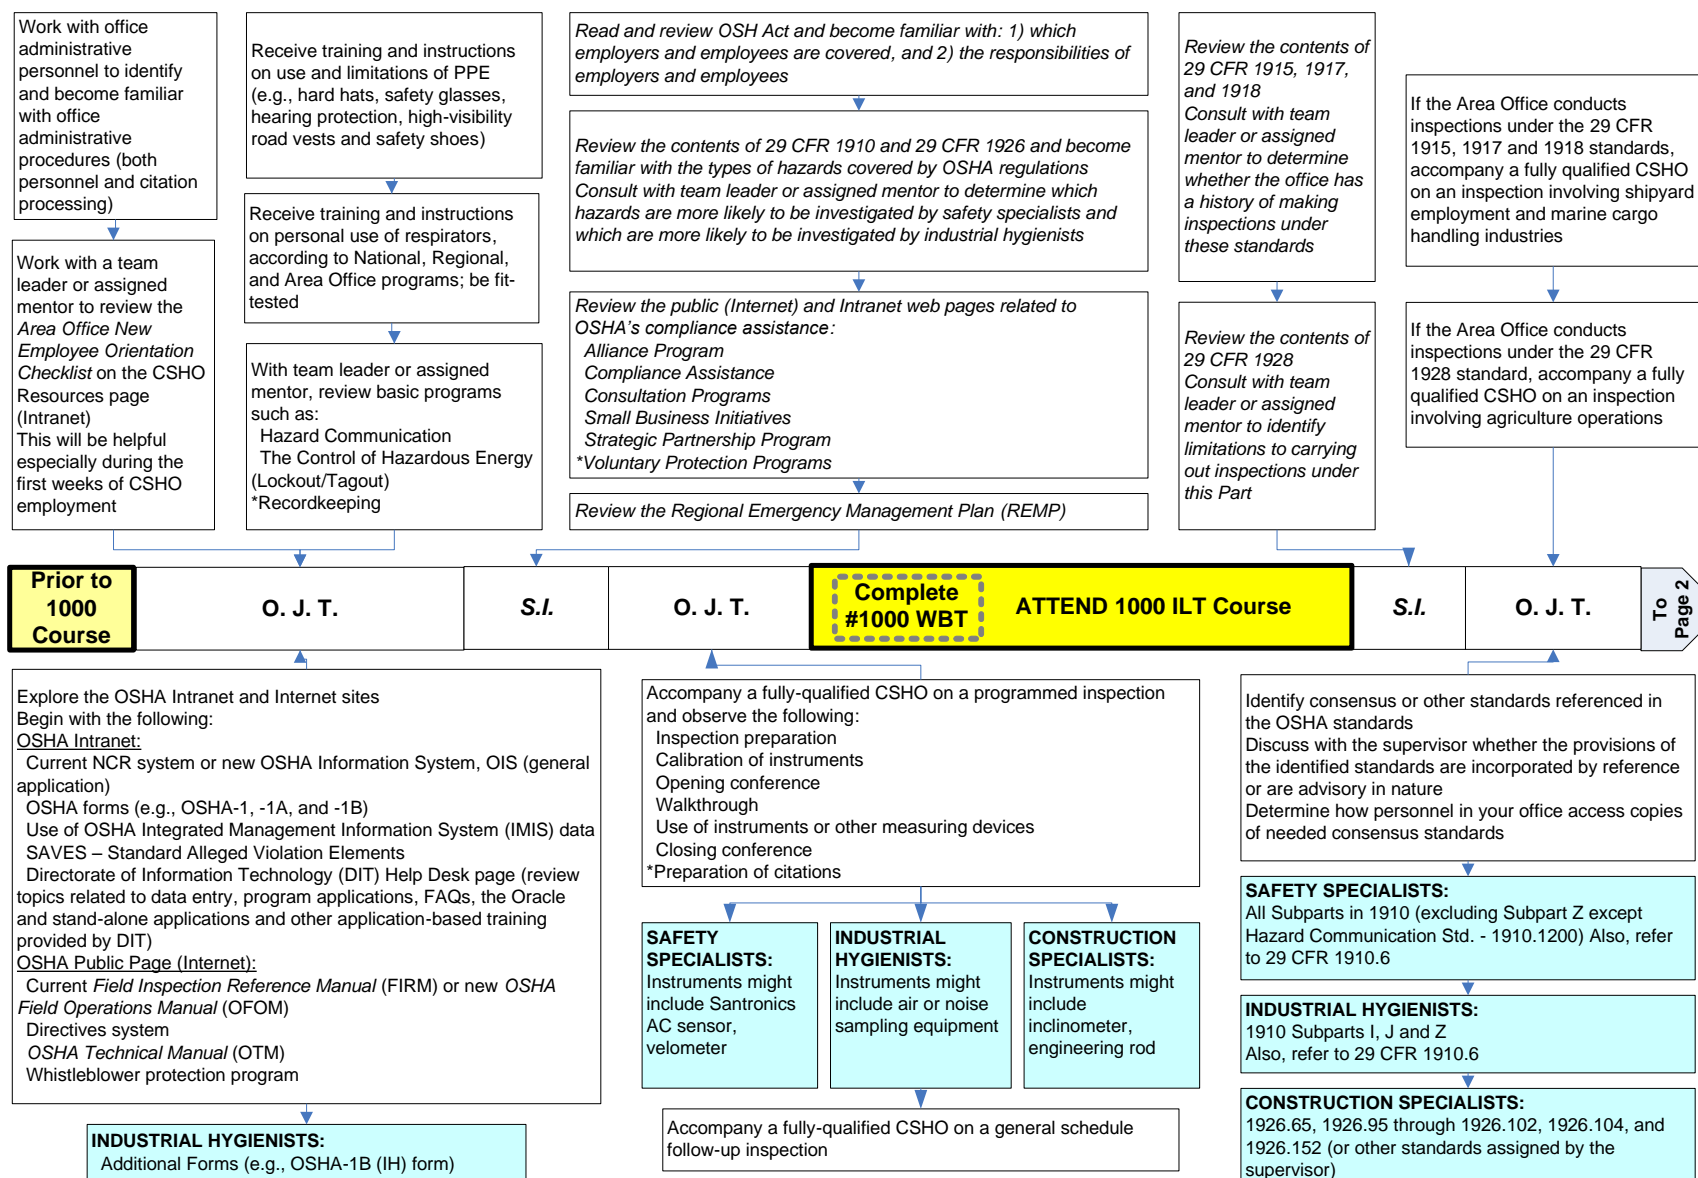 Work with office
administrative
personnel to identify
and become familiar
with office
administrative
procedures (both
personnel and citation
processing)
Work with a team
leader or assigned
mentor to review the
Area Office New
Employee Orientation
Checklist on the CSHO
Resources page
(Intranet)
This will be helpful
especially during the
first weeks of CSHO
employment
Receive training and instructions
on use and limitations of PPE
(e.g., hard hats, safety glasses,
hearing protection, high-visibility
road vests and safety shoes)
Receive training and instructions
on personal use of respirators,
according to National, Regional,
and Area Office programs; be fit-
tested
With team leader or assigned
mentor, review basic programs
such as:
Hazard Communication
The Control of Hazardous Energy
(Lockout/Tagout)
*Recordkeeping
Read and review OSH Act and become familiar with: 1) which
employers and employees are covered, and 2) the responsibilities of
employers and employees
Review the contents of 29 CFR 1910 and 29 CFR 1926 and become
familiar with the types of hazards covered by OSHA regulations
Consult with team leader or assigned mentor to determine which
hazards are more likely to be investigated by safety specialists and
which are more likely to be investigated by industrial hygienists
Review the public (Internet) and Intranet web pages related to
OSHA's compliance assistance:
Alliance Program
Compliance Assistance
Consultation Programs
Small Business Initiatives
Strategic Partnership Program
*Voluntary Protection Programs
Review the Regional Emergency Management Plan (REMP)
Review the contents of
29 CFR 1915, 1917,
and 1918
Consult with team
leader or assigned
mentor to determine
whether the office has
a history of making
inspections under
these standards
Review the contents of
29 CFR 1928
Consult with team
leader or assigned
mentor to identify
limitations to carrying
out inspections under
this Part
If the Area Office conducts
inspections under the 29 CFR
1915, 1917 and 1918 standards,
accompany a fully qualified CSHO
on an inspection involving shipyard
employment and marine cargo
handling industries
If the Area Office conducts
inspections under the 29 CFR
1928 standard, accompany a fully
qualified CSHO on an inspection
involving agriculture operations
Prior to
1000
Course
O. J. T.
S.I.
O. J. T.
Complete
#1000 WBT
ATTEND 1000 ILT Course
S.I.
O. J. T.
To
Page 2
Explore the OSHA Intranet and Internet sites
Begin with the following:
OSHA Intranet:
Current NCR system or new OSHA Information System, OIS (general
application)
OSHA forms (e.g., OSHA-1, -1A, and -1B)
Use of OSHA Integrated Management Information System (IMIS) data
SAVES – Standard Alleged Violation Elements
Directorate of Information Technology (DIT) Help Desk page (review
topics related to data entry, program applications, FAQs, the Oracle
and stand-alone applications and other application-based training
provided by DIT)
OSHA Public Page (Internet):
Current Field Inspection Reference Manual (FIRM) or new OSHA
Field Operations Manual (OFOM)
Directives system
OSHA Technical Manual (OTM)
Whistleblower protection program
INDUSTRIAL HYGIENISTS:
Additional Forms (e.g., OSHA-1B (IH) form)
Accompany a fully-qualified CSHO on a programmed inspection
and observe the following:
Inspection preparation
Calibration of instruments
Opening conference
Walkthrough
Use of instruments or other measuring devices
Closing conference
*Preparation of citations
SAFETY
SPECIALISTS:
Instruments might
include Santronics
AC sensor,
velometer
INDUSTRIAL
HYGIENISTS:
Instruments might
include air or noise
sampling equipment
CONSTRUCTION
SPECIALISTS:
Instruments might
include
inclinometer,
engineering rod
Accompany a fully-qualified CSHO on a general schedule
follow-up inspection
Identify consensus or other standards referenced in
the OSHA standards
Discuss with the supervisor whether the provisions of
the identified standards are incorporated by reference
or are advisory in nature
Determine how personnel in your office access copies
of needed consensus standards
SAFETY SPECIALISTS:
All Subparts in 1910 (excluding Subpart Z except
Hazard Communication Std. - 1910.1200) Also, refer
to 29 CFR 1910.6
INDUSTRIAL HYGIENISTS:
1910 Subparts I, J and Z
Also, refer to 29 CFR 1910.6
CONSTRUCTION SPECIALISTS:
1926.65, 1926.95 through 1926.102, 1926.104, and
1926.152 (or other standards assigned by the
supervisor)